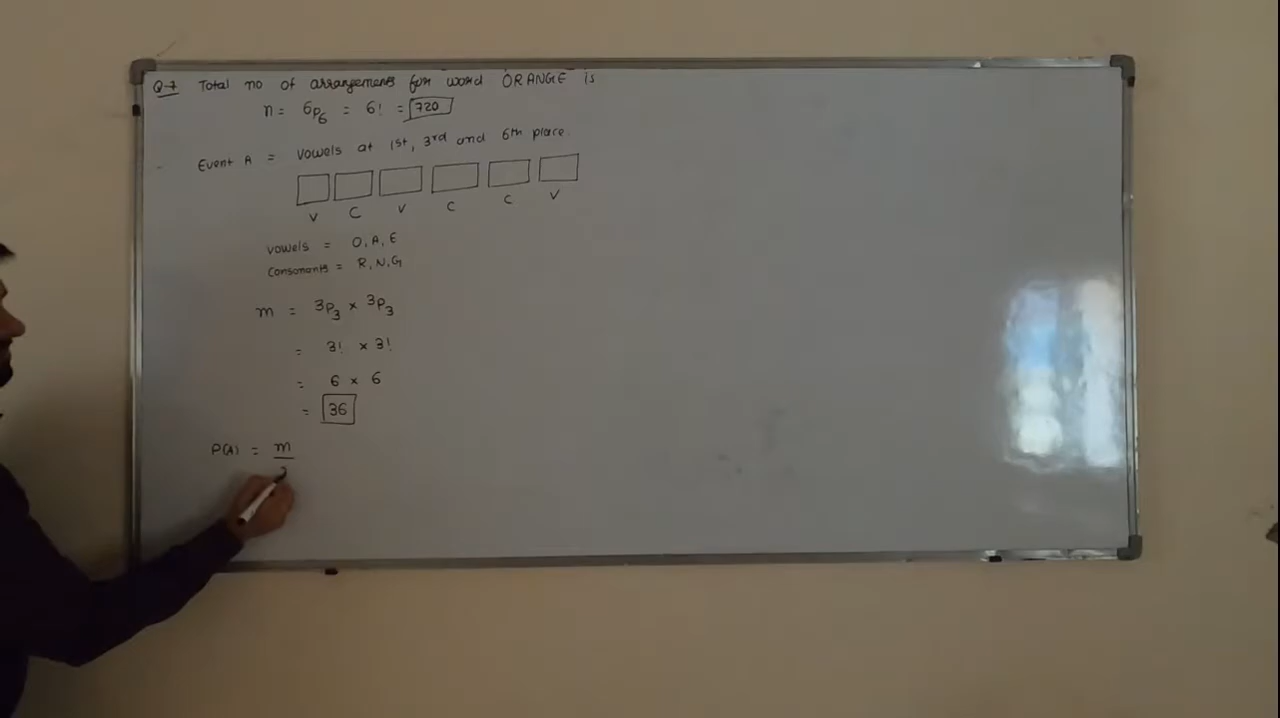 Q-7 Total no of arrangements for word 'ORANGE' is
n = 6P6 = 6! = 720
Event A = Vowels at 1st, 3rd and 6th place.
V C V C C V
Vowels = O, A, E
Consonants = R, N, G
m = 3P3 × 3P3
= 3! × 3!
= 6 × 6
= 36
P(A) = m